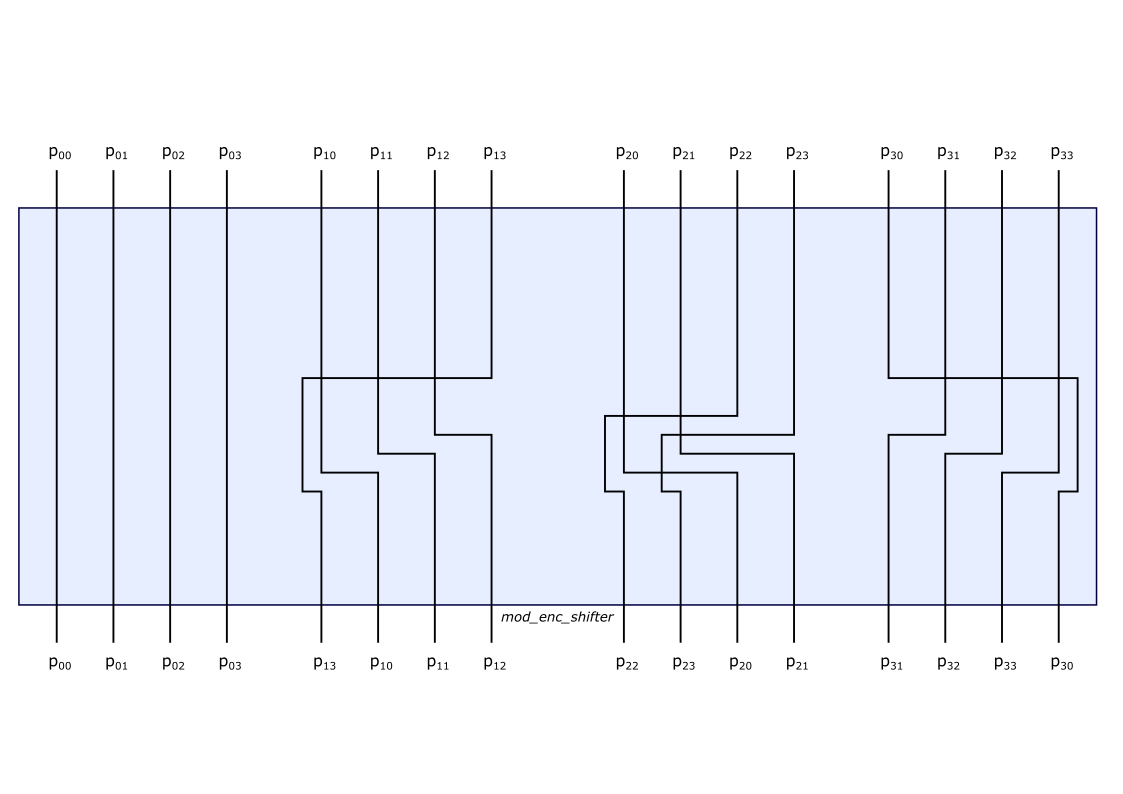 p₀₀ p₀₁ p₀₂ p₀₃ p₁₀ p₁₁ p₁₂ p₁₃ p₂₀ p₂₁ p₂₂ p₂₃ p₃₀ p₃₁ p₃₂ p₃₃
mod_enc_shifter
p₀₀ p₀₁ p₀₂ p₀₃ p₁₃ p₁₀ p₁₁ p₁₂ p₂₂ p₂₃ p₂₀ p₂₁ p₃₁ p₃₂ p₃₃ p₃₀